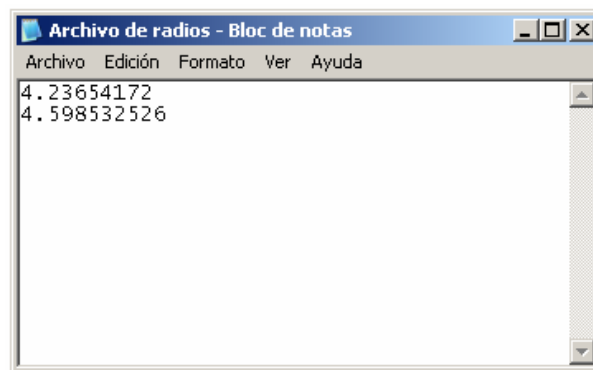 Archivo de radios - Bloc de notas
Archivo Edición Formato Ver Ayuda
4.23654172
4.598532526